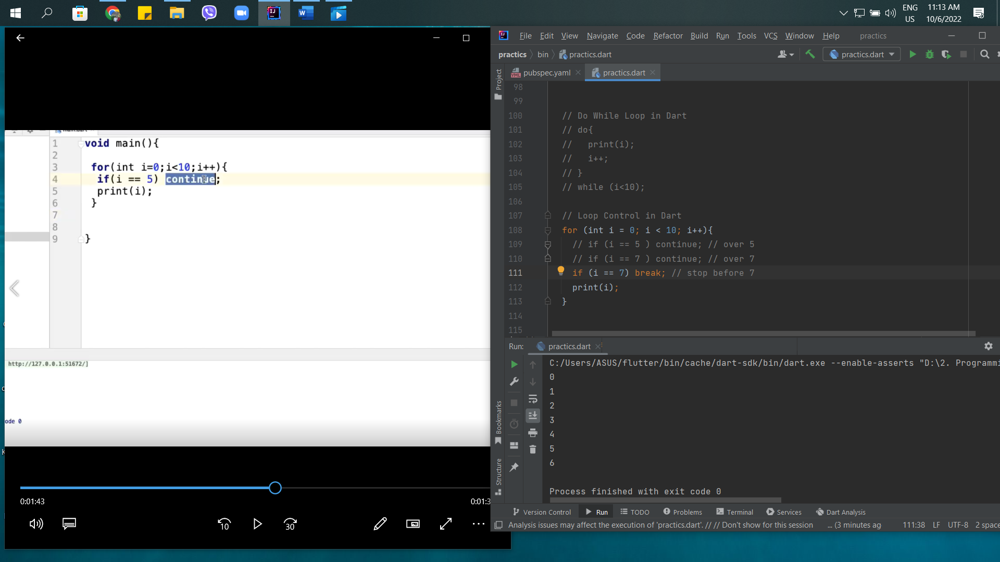 ENG
US
11:13 AM
10/6/2022
1 void main(){
2
3 for(int i=0;i<10;i++){
4 if(i == 5) continue;
5 print(i);
6 }
7
8
9 }
http://127.0.0.1:51672/]
ode 0
0:01:43
0:01:3
10
30
File Edit View Navigate Code Refactor Build Run Tools VCS Window Help practics
practics bin practics.dart practics.dart
Project
pubspec.yaml practics.dart
98
99
100 // Do While Loop in Dart
101 // do{
102 //   print(i);
103 //   i++;
104 // }
105 // while (i<10);
106
107 // Loop Control in Dart
108 for (int i = 0; i < 10; i++){
109 // if (i == 5 ) continue; // over 5
110 // if (i == 7 ) continue; // over 7
111 if (i == 7) break; // stop before 7
112 print(i);
113 }
114
115
Run: practics.dart
C:/Users/ASUS/flutter/bin/cache/dart-sdk/bin/dart.exe --enable-asserts "D:\2. Programmi
0
1
2
3
4
5
6
Process finished with exit code 0
Bookmarks
Structure
Version Control Run TODO Problems Terminal Services Dart Analysis
Analysis issues may affect the execution of 'practics.dart'. // // Don't show for this session ... (3 minutes ag 111:38 LF UTF-8 2 space